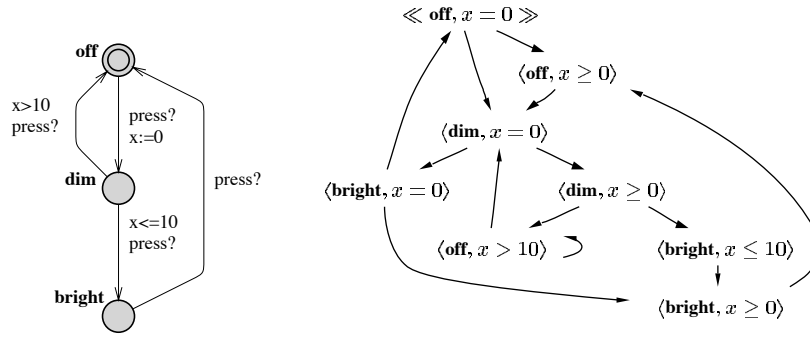 off
x>10
press?
press?
x:=0
dim
press?
x<=10
press?
bright
≪ off, x = 0 ≫
⟨off, x ≥ 0⟩
⟨dim, x = 0⟩
⟨bright, x = 0⟩
⟨dim, x ≥ 0⟩
⟨off, x > 10⟩
⟨bright, x ≤ 10⟩
⟨bright, x ≥ 0⟩